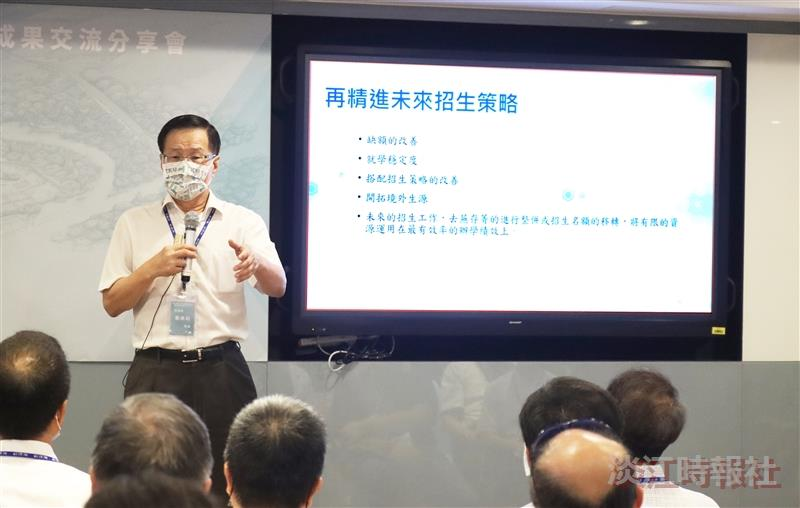 成果交流分享會
再精進未來招生策略
• 缺額的改善
• 就學穩定度
• 搭配招生策略的改善
• 開拓境外生源
• 未來的招生工作，去蕪存菁的進行整併或招生名額的移轉，將有限的資
源運用在最有效率的辦學績效上。
SHARP
淡江時報社